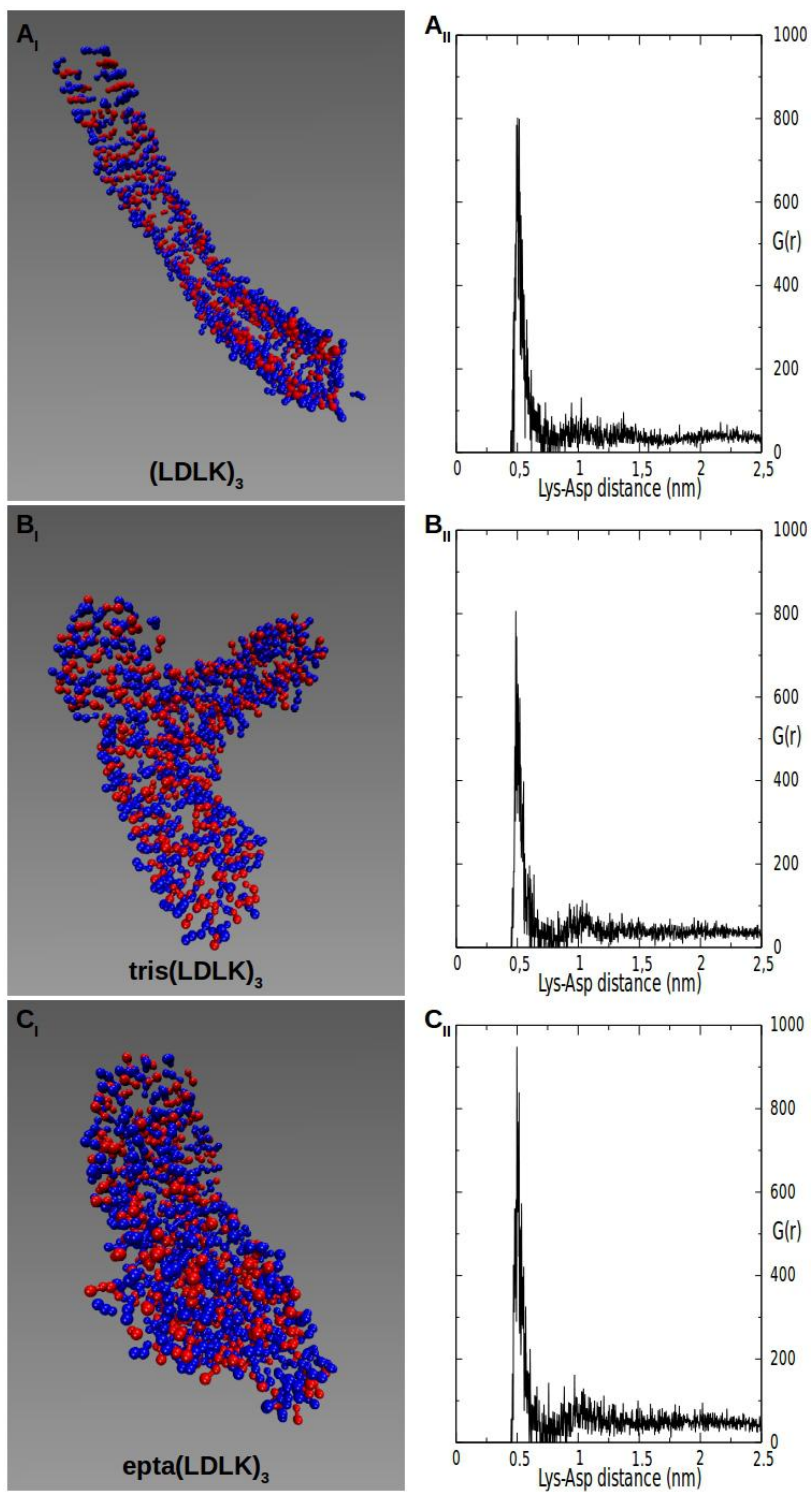 A_I
(LDLK)_3
A_II
1000
800
600
G(r)
400
200
0
0 0,5 1 1.5 2 2,5
Lys-Asp distance (nm)
B_I
tris(LDLK)_3
B_II
1000
800
600
G(r)
400
200
0
0 0,5 1 1.5 2 2,5
Lys-Asp distance (nm)
C_I
epta(LDLK)_3
C_II
1000
800
600
G(r)
400
200
0
0 0,5 1 1.5 2 2,5
Lys-Asp distance (nm)